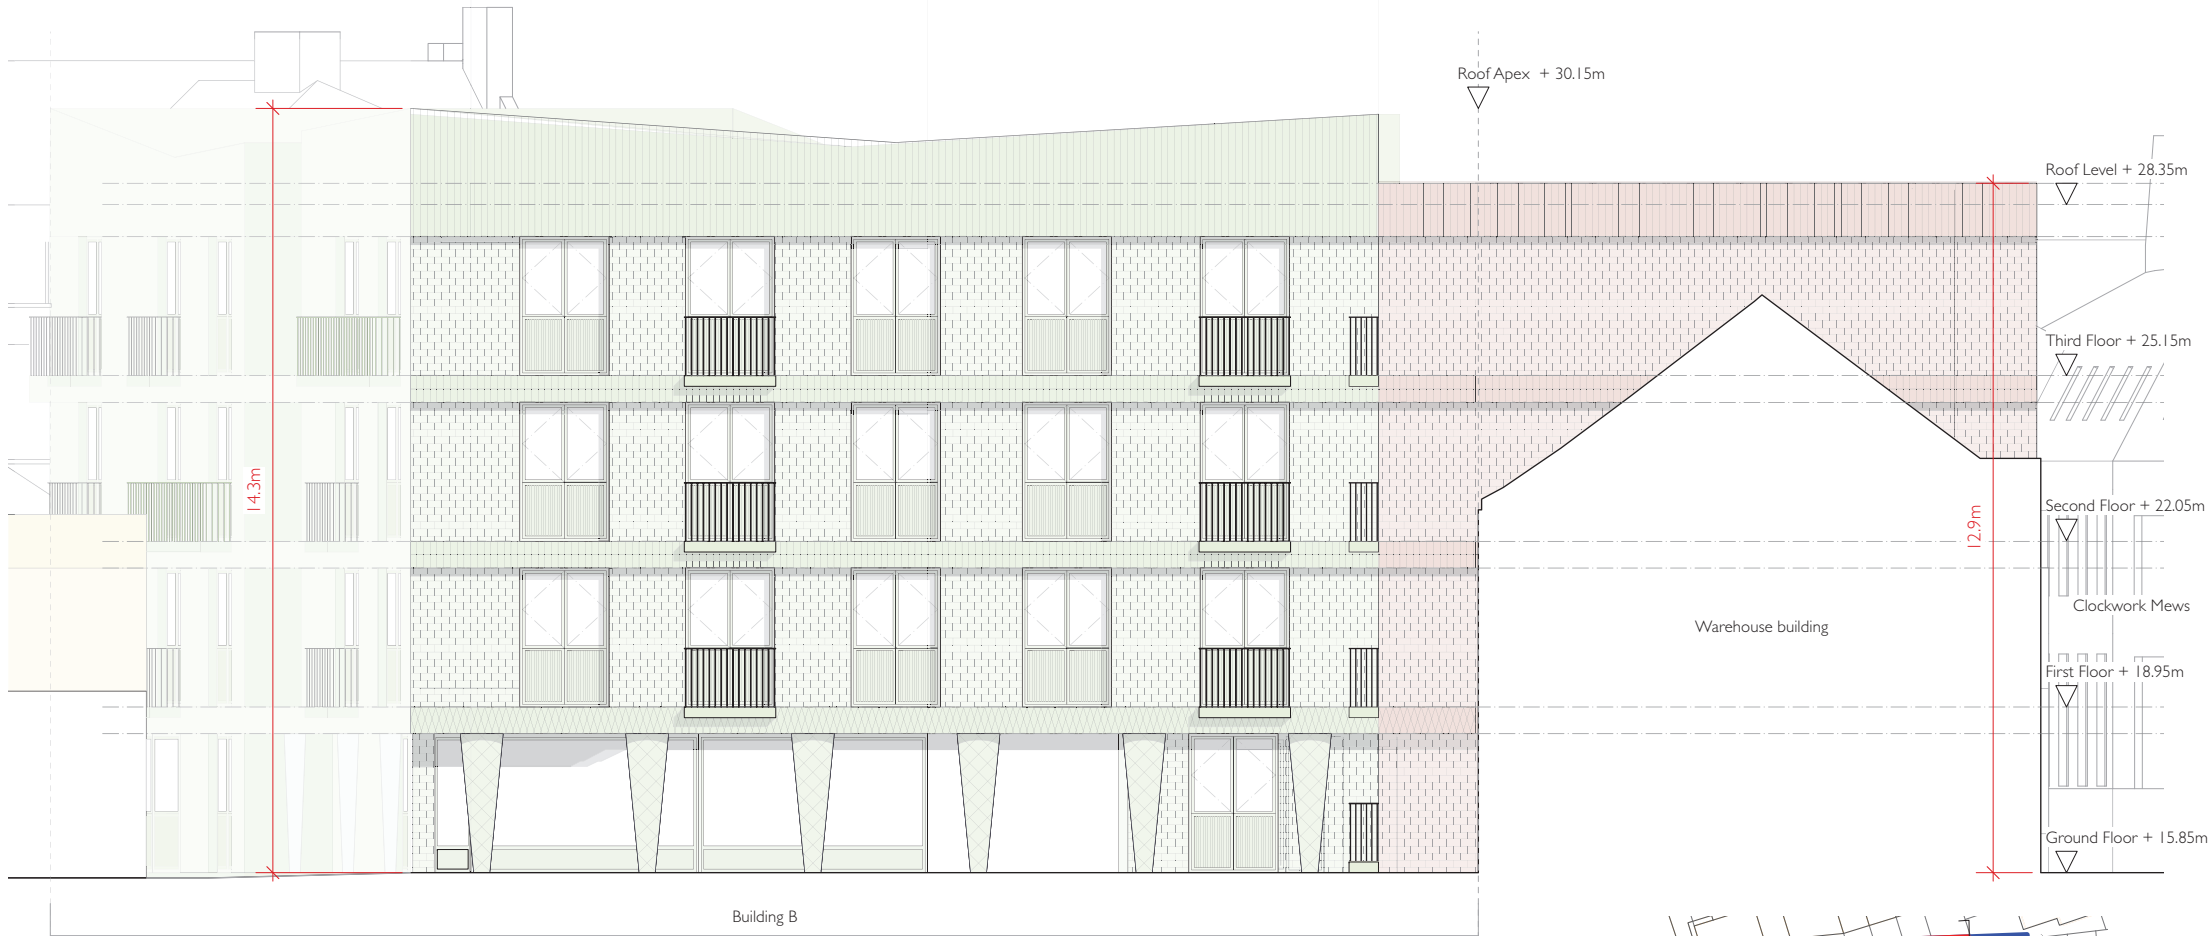 Roof Apex + 30.15m
Roof Level + 28.35m
Third Floor + 25.15m
14.3m
Second Floor + 22.05m
12.9m
Clockwork Mews
Warehouse building
First Floor + 18.95m
Ground Floor + 15.85m
Building B